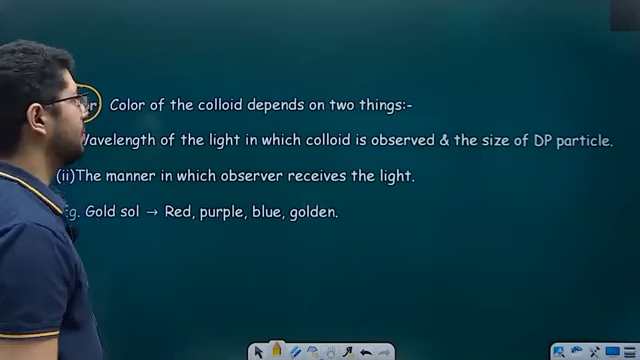 Color of the colloid depends on two things:-
Wavelength of the light in which colloid is observed & the size of DP particle.
(ii)The manner in which observer receives the light.
Eg. Gold sol → Red, purple, blue, golden.